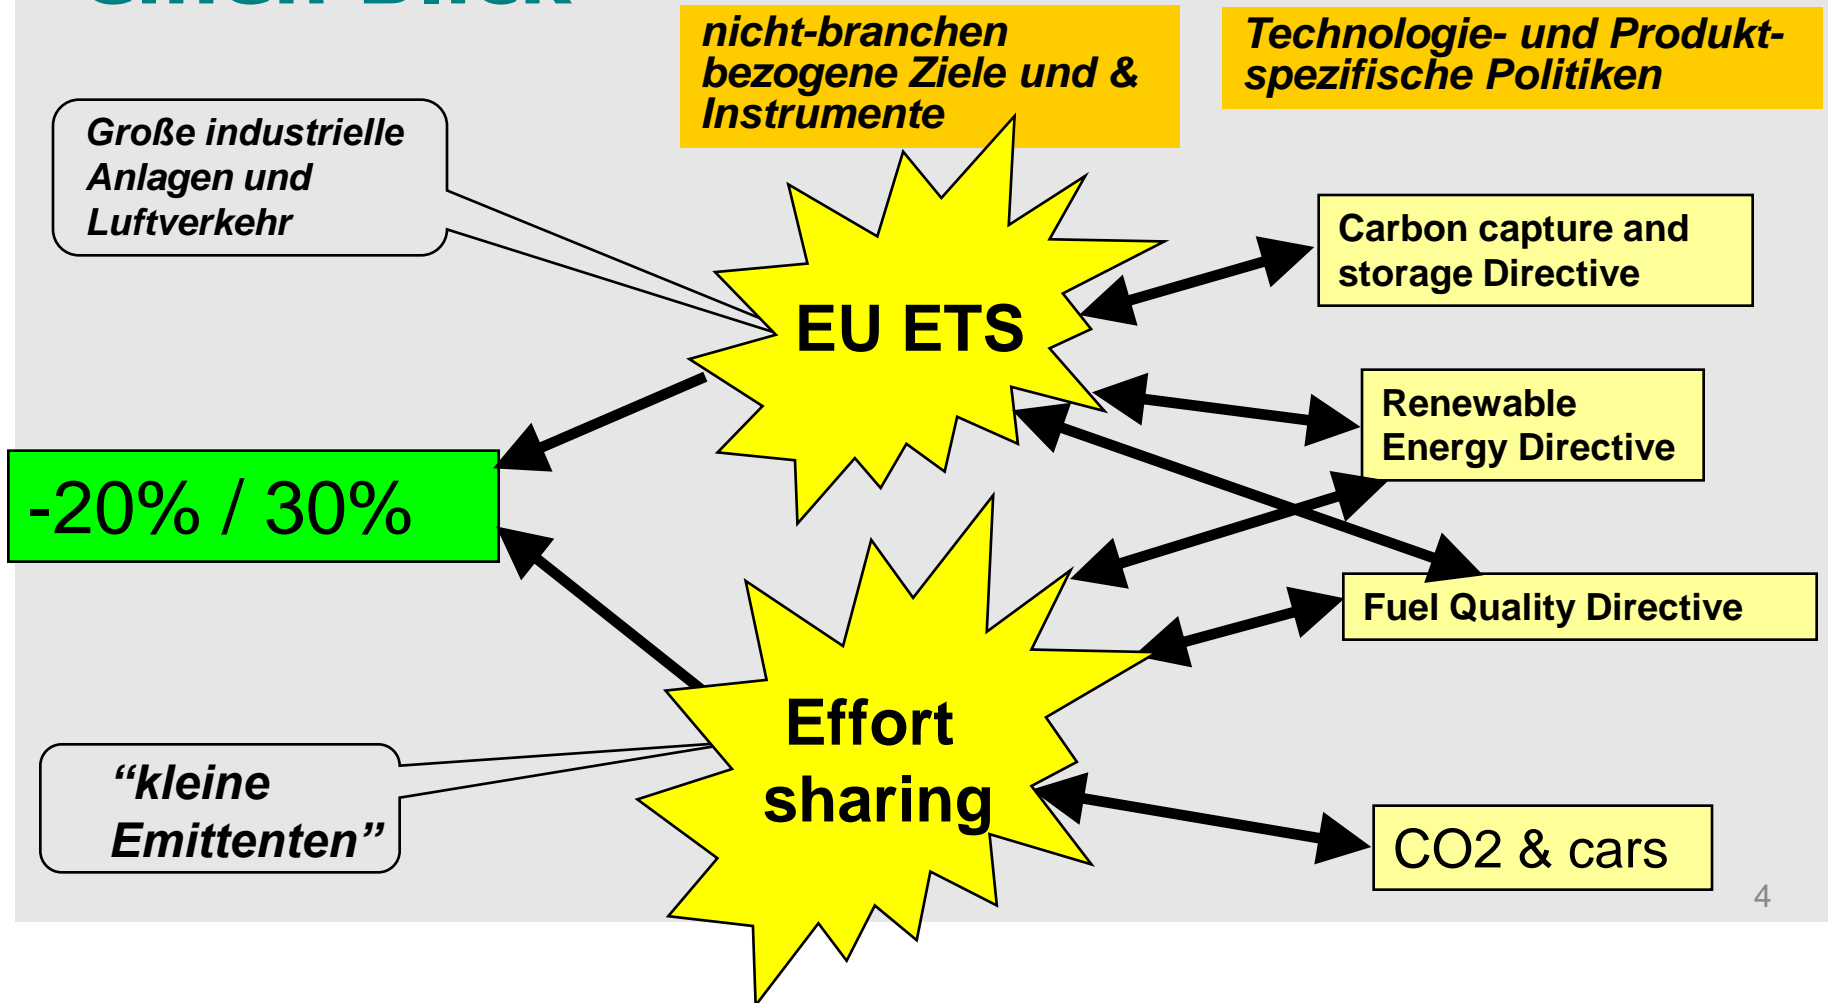 einen Blick
nicht-branchen
bezogene Ziele und &
Instrumente
Technologie- und Produkt-
spezifische Politiken
Große industrielle
Anlagen und
Luftverkehr
EU ETS
Carbon capture and
storage Directive
Renewable
Energy Directive
-20% / 30%
Fuel Quality Directive
Effort
sharing
“kleine
Emittenten”
CO2 & cars
4